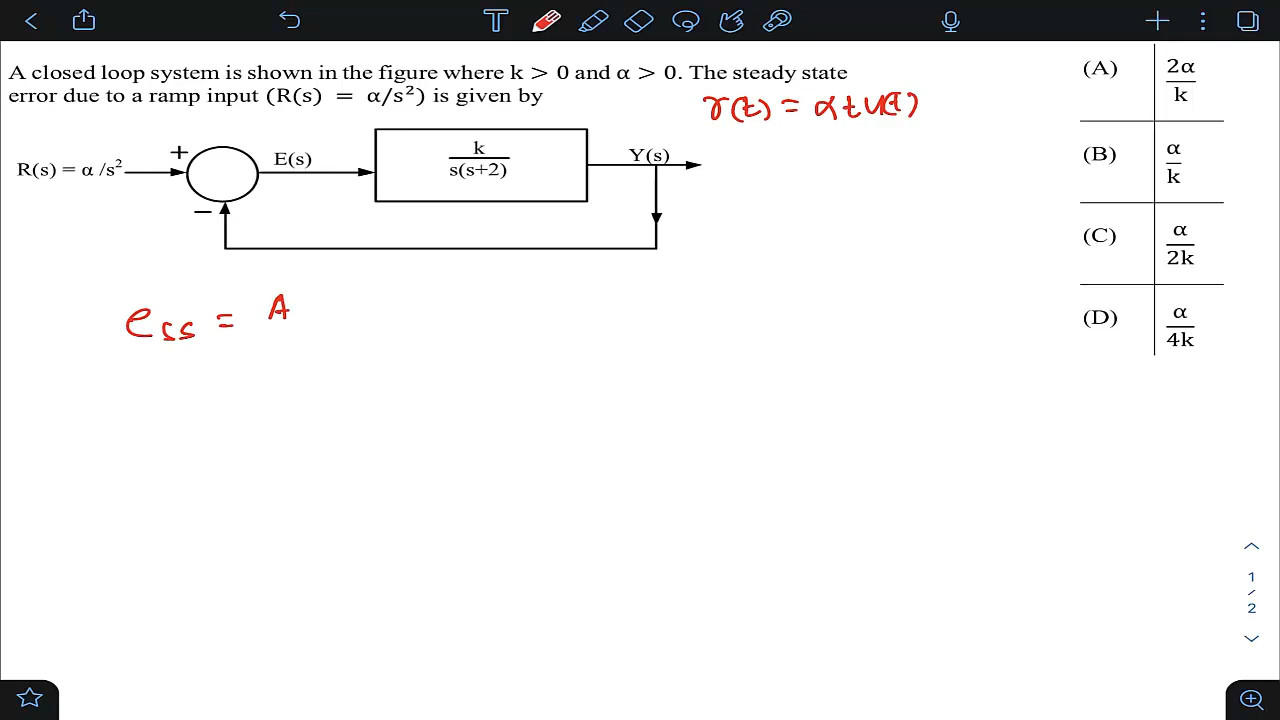 A closed loop system is shown in the figure where k > 0 and α > 0. The steady state
error due to a ramp input (R(s) = α/s²) is given by
r(t) = αt u(t)
R(s) = α /s²
+
−
E(s)
k
s(s+2)
Y(s)
e_ss = A
(A) 2α/k
(B) α/k
(C) α/2k
(D) α/4k
T
1
/
2